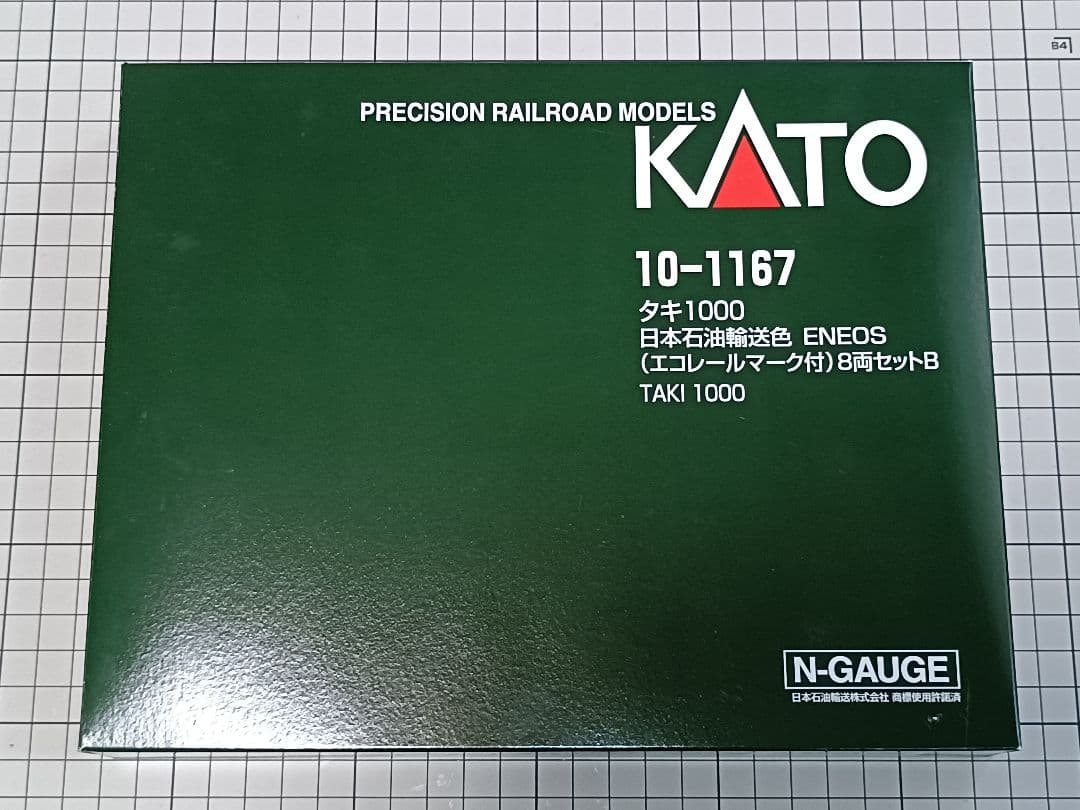 B4
PRECISION RAILROAD MODELS
KATO
10-1167
タキ1000
日本石油輸送色 ENEOS
(エコレールマーク付)8両セットB
TAKI 1000
N-GAUGE
日本石油輸送株式会社 商標使用許諾済